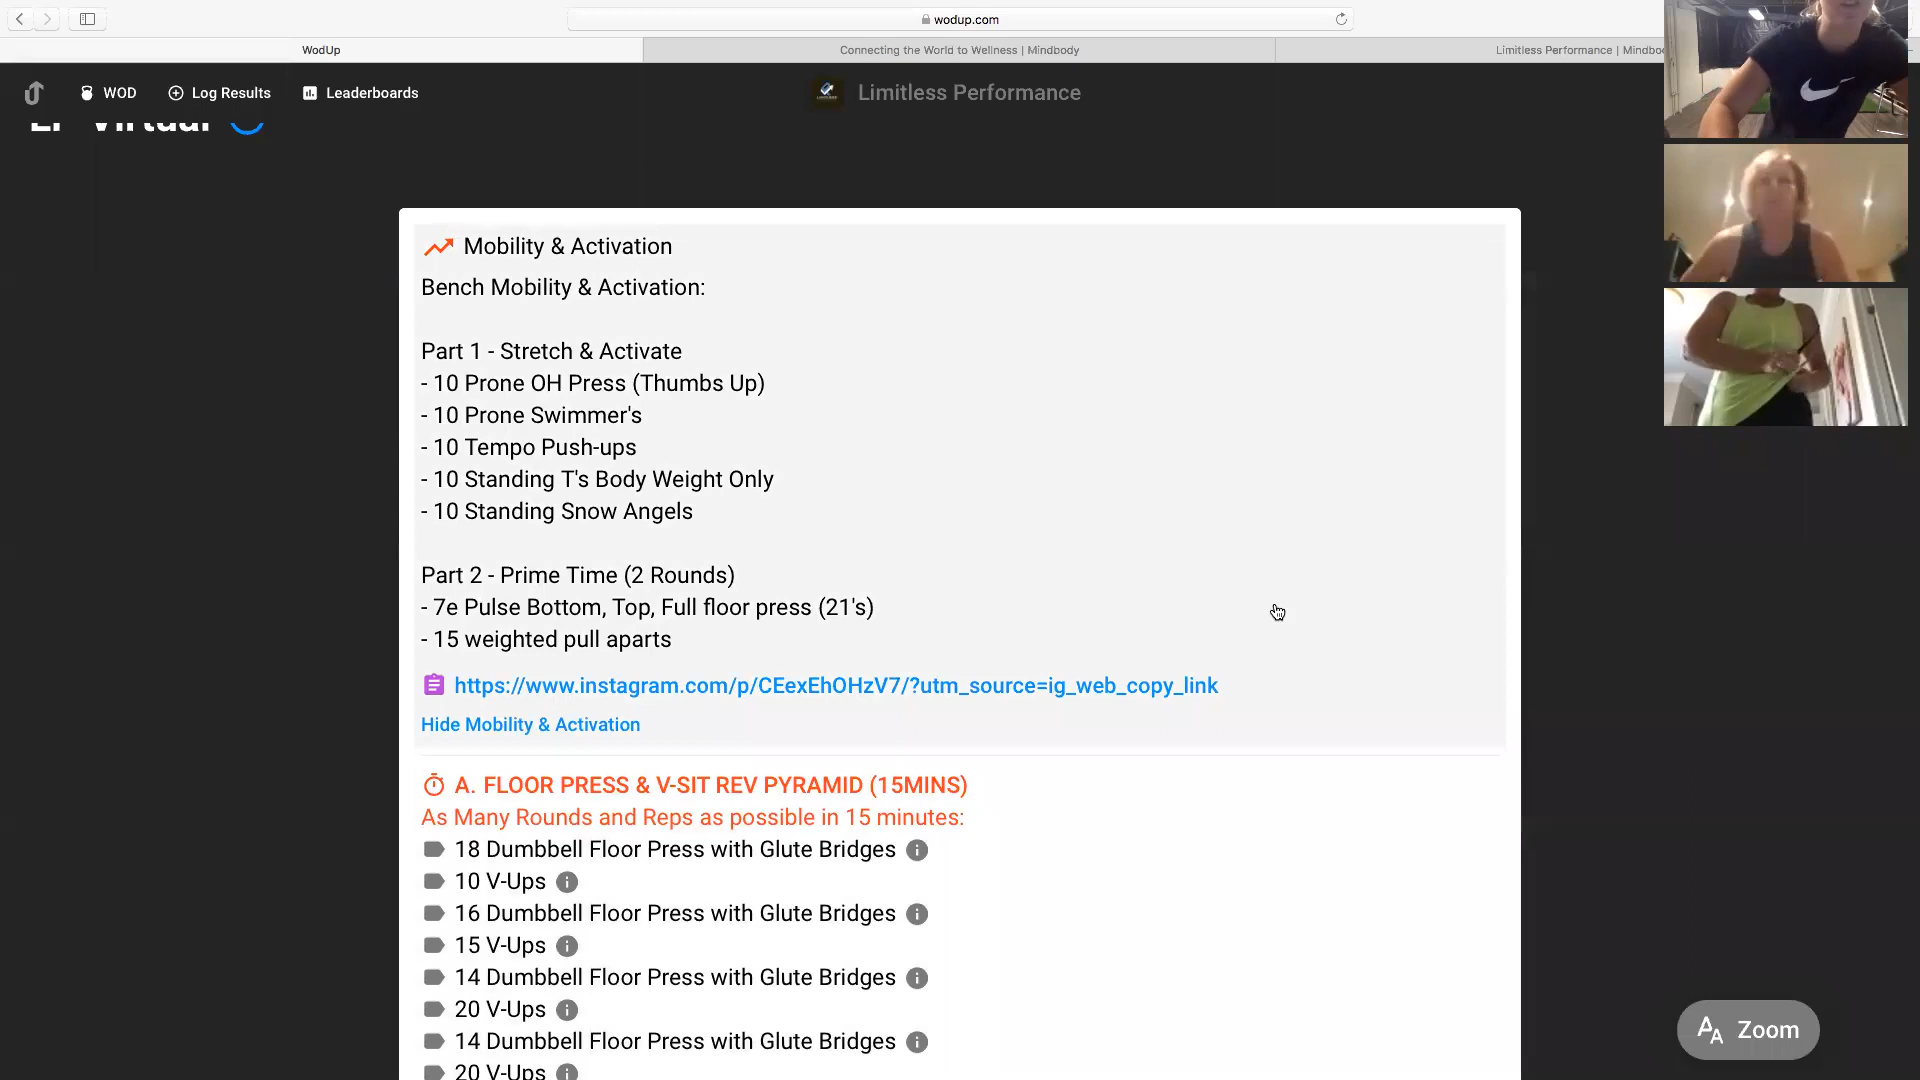 wodup.com
WodUp
Connecting the World to Wellness | Mindbody
Limitless Performance | Mindbo
WOD
Log Results
Leaderboards
Limitless Performance
LP Virtual
Mobility & Activation
Bench Mobility & Activation:
Part 1 - Stretch & Activate
- 10 Prone OH Press (Thumbs Up)
- 10 Prone Swimmer's
- 10 Tempo Push-ups
- 10 Standing T's Body Weight Only
- 10 Standing Snow Angels
Part 2 - Prime Time (2 Rounds)
- 7e Pulse Bottom, Top, Full floor press (21's)
- 15 weighted pull aparts
https://www.instagram.com/p/CEexEhOHzV7/?utm_source=ig_web_copy_link
Hide Mobility & Activation
A. FLOOR PRESS & V-SIT REV PYRAMID (15MINS)
As Many Rounds and Reps as possible in 15 minutes:
18 Dumbbell Floor Press with Glute Bridges
10 V-Ups
16 Dumbbell Floor Press with Glute Bridges
15 V-Ups
14 Dumbbell Floor Press with Glute Bridges
20 V-Ups
14 Dumbbell Floor Press with Glute Bridges
20 V-Ups
Zoom